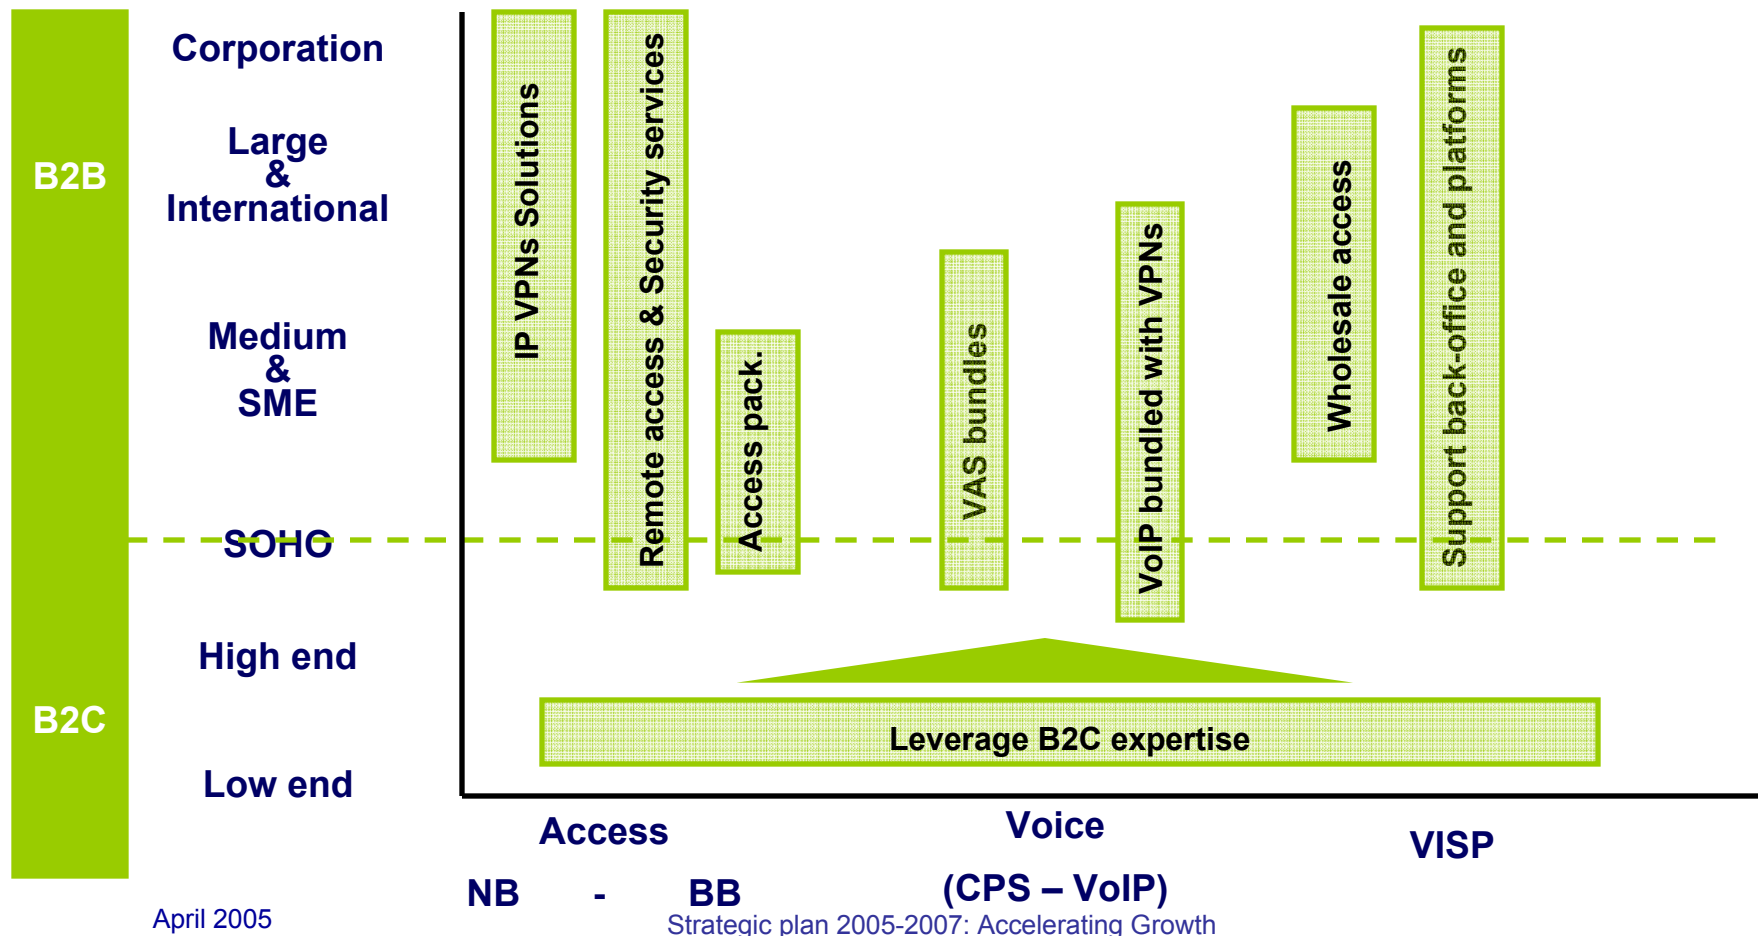 B2B
Corporation
Large
&
International
Medium
&
SME
SOHO
B2C
High end
Low end
IP VPNs Solutions
Remote access & Security services
Access pack.
VAS bundles
VoIP bundled with VPNs
Wholesale access
Support back-office and platforms
Leverage B2C expertise
Access
NB - BB
Voice
(CPS – VoIP)
VISP
April 2005
Strategic plan 2005-2007: Accelerating Growth